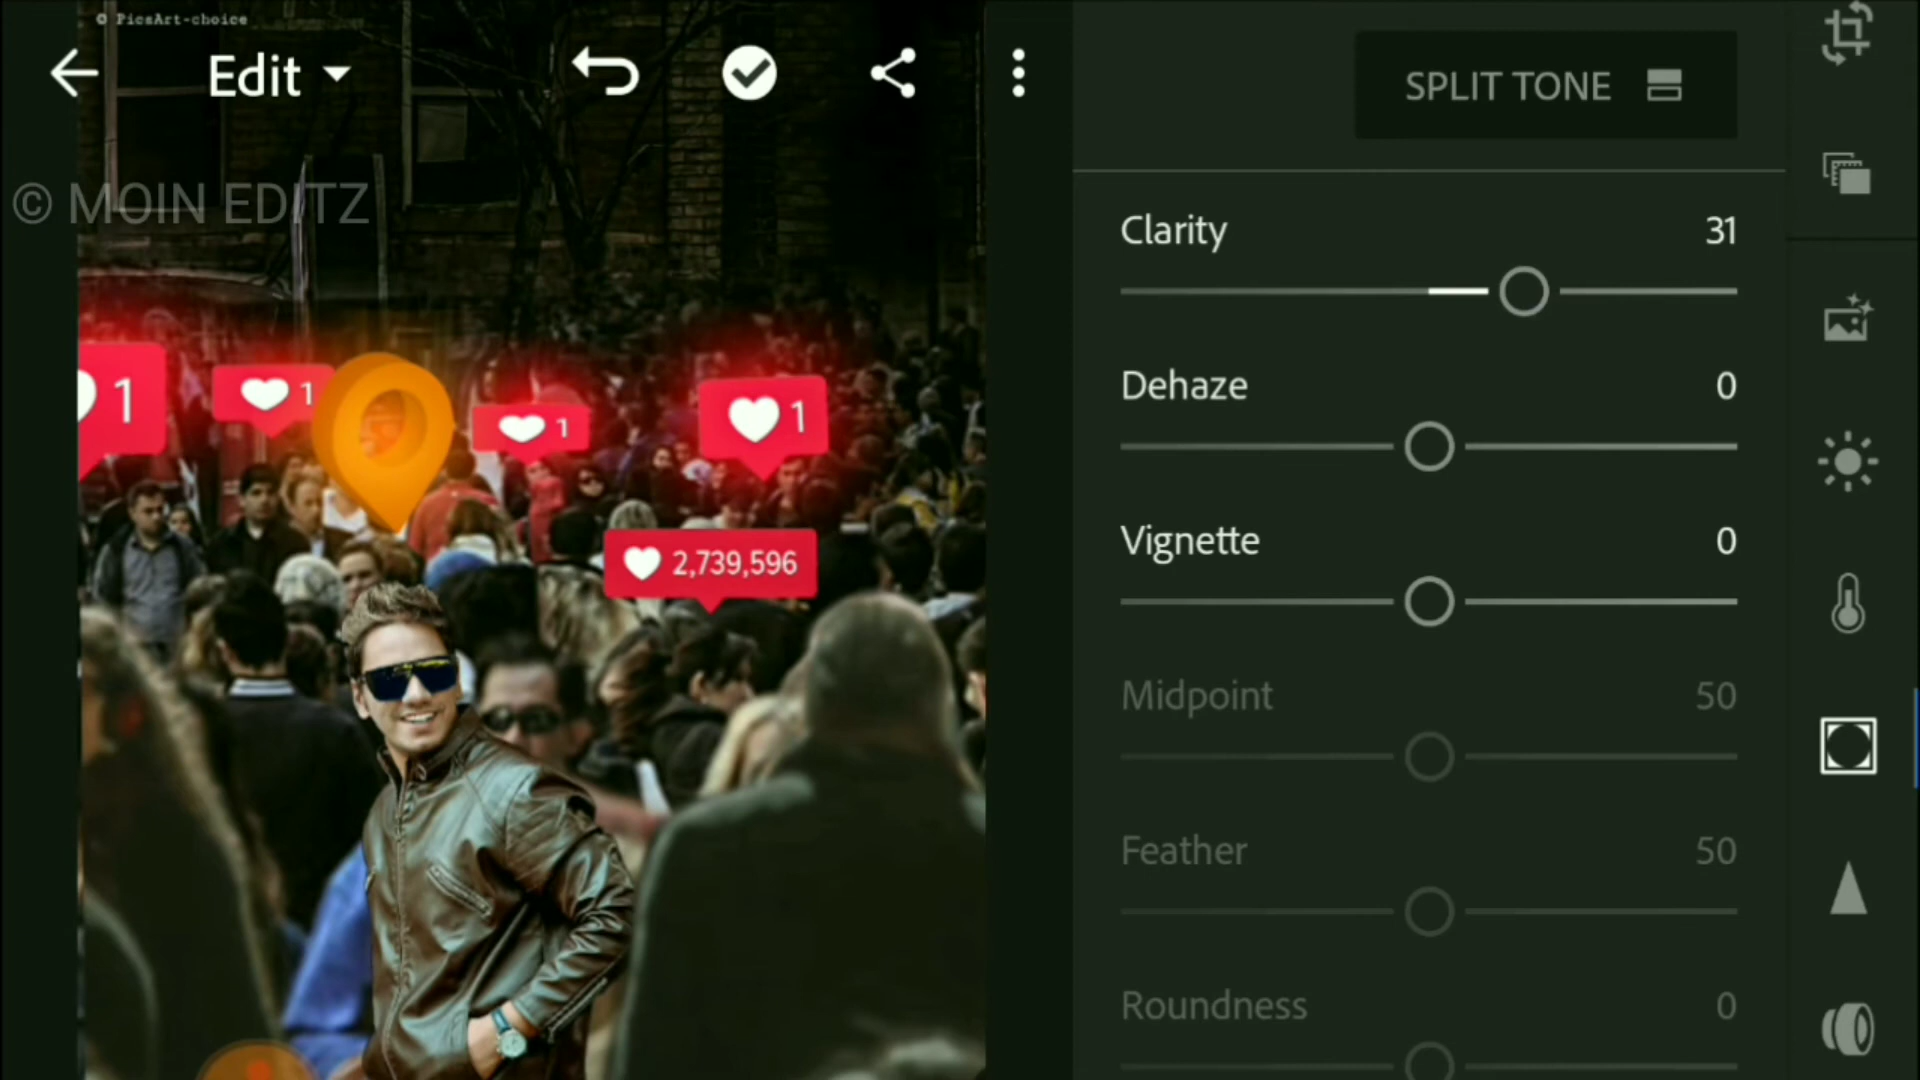 © PicsArt-choice
Edit
© MOIN EDITZ
1
1
1
1
2,739,596
SPLIT TONE
Clarity 31
Dehaze 0
Vignette 0
Midpoint 50
Feather 50
Roundness 0